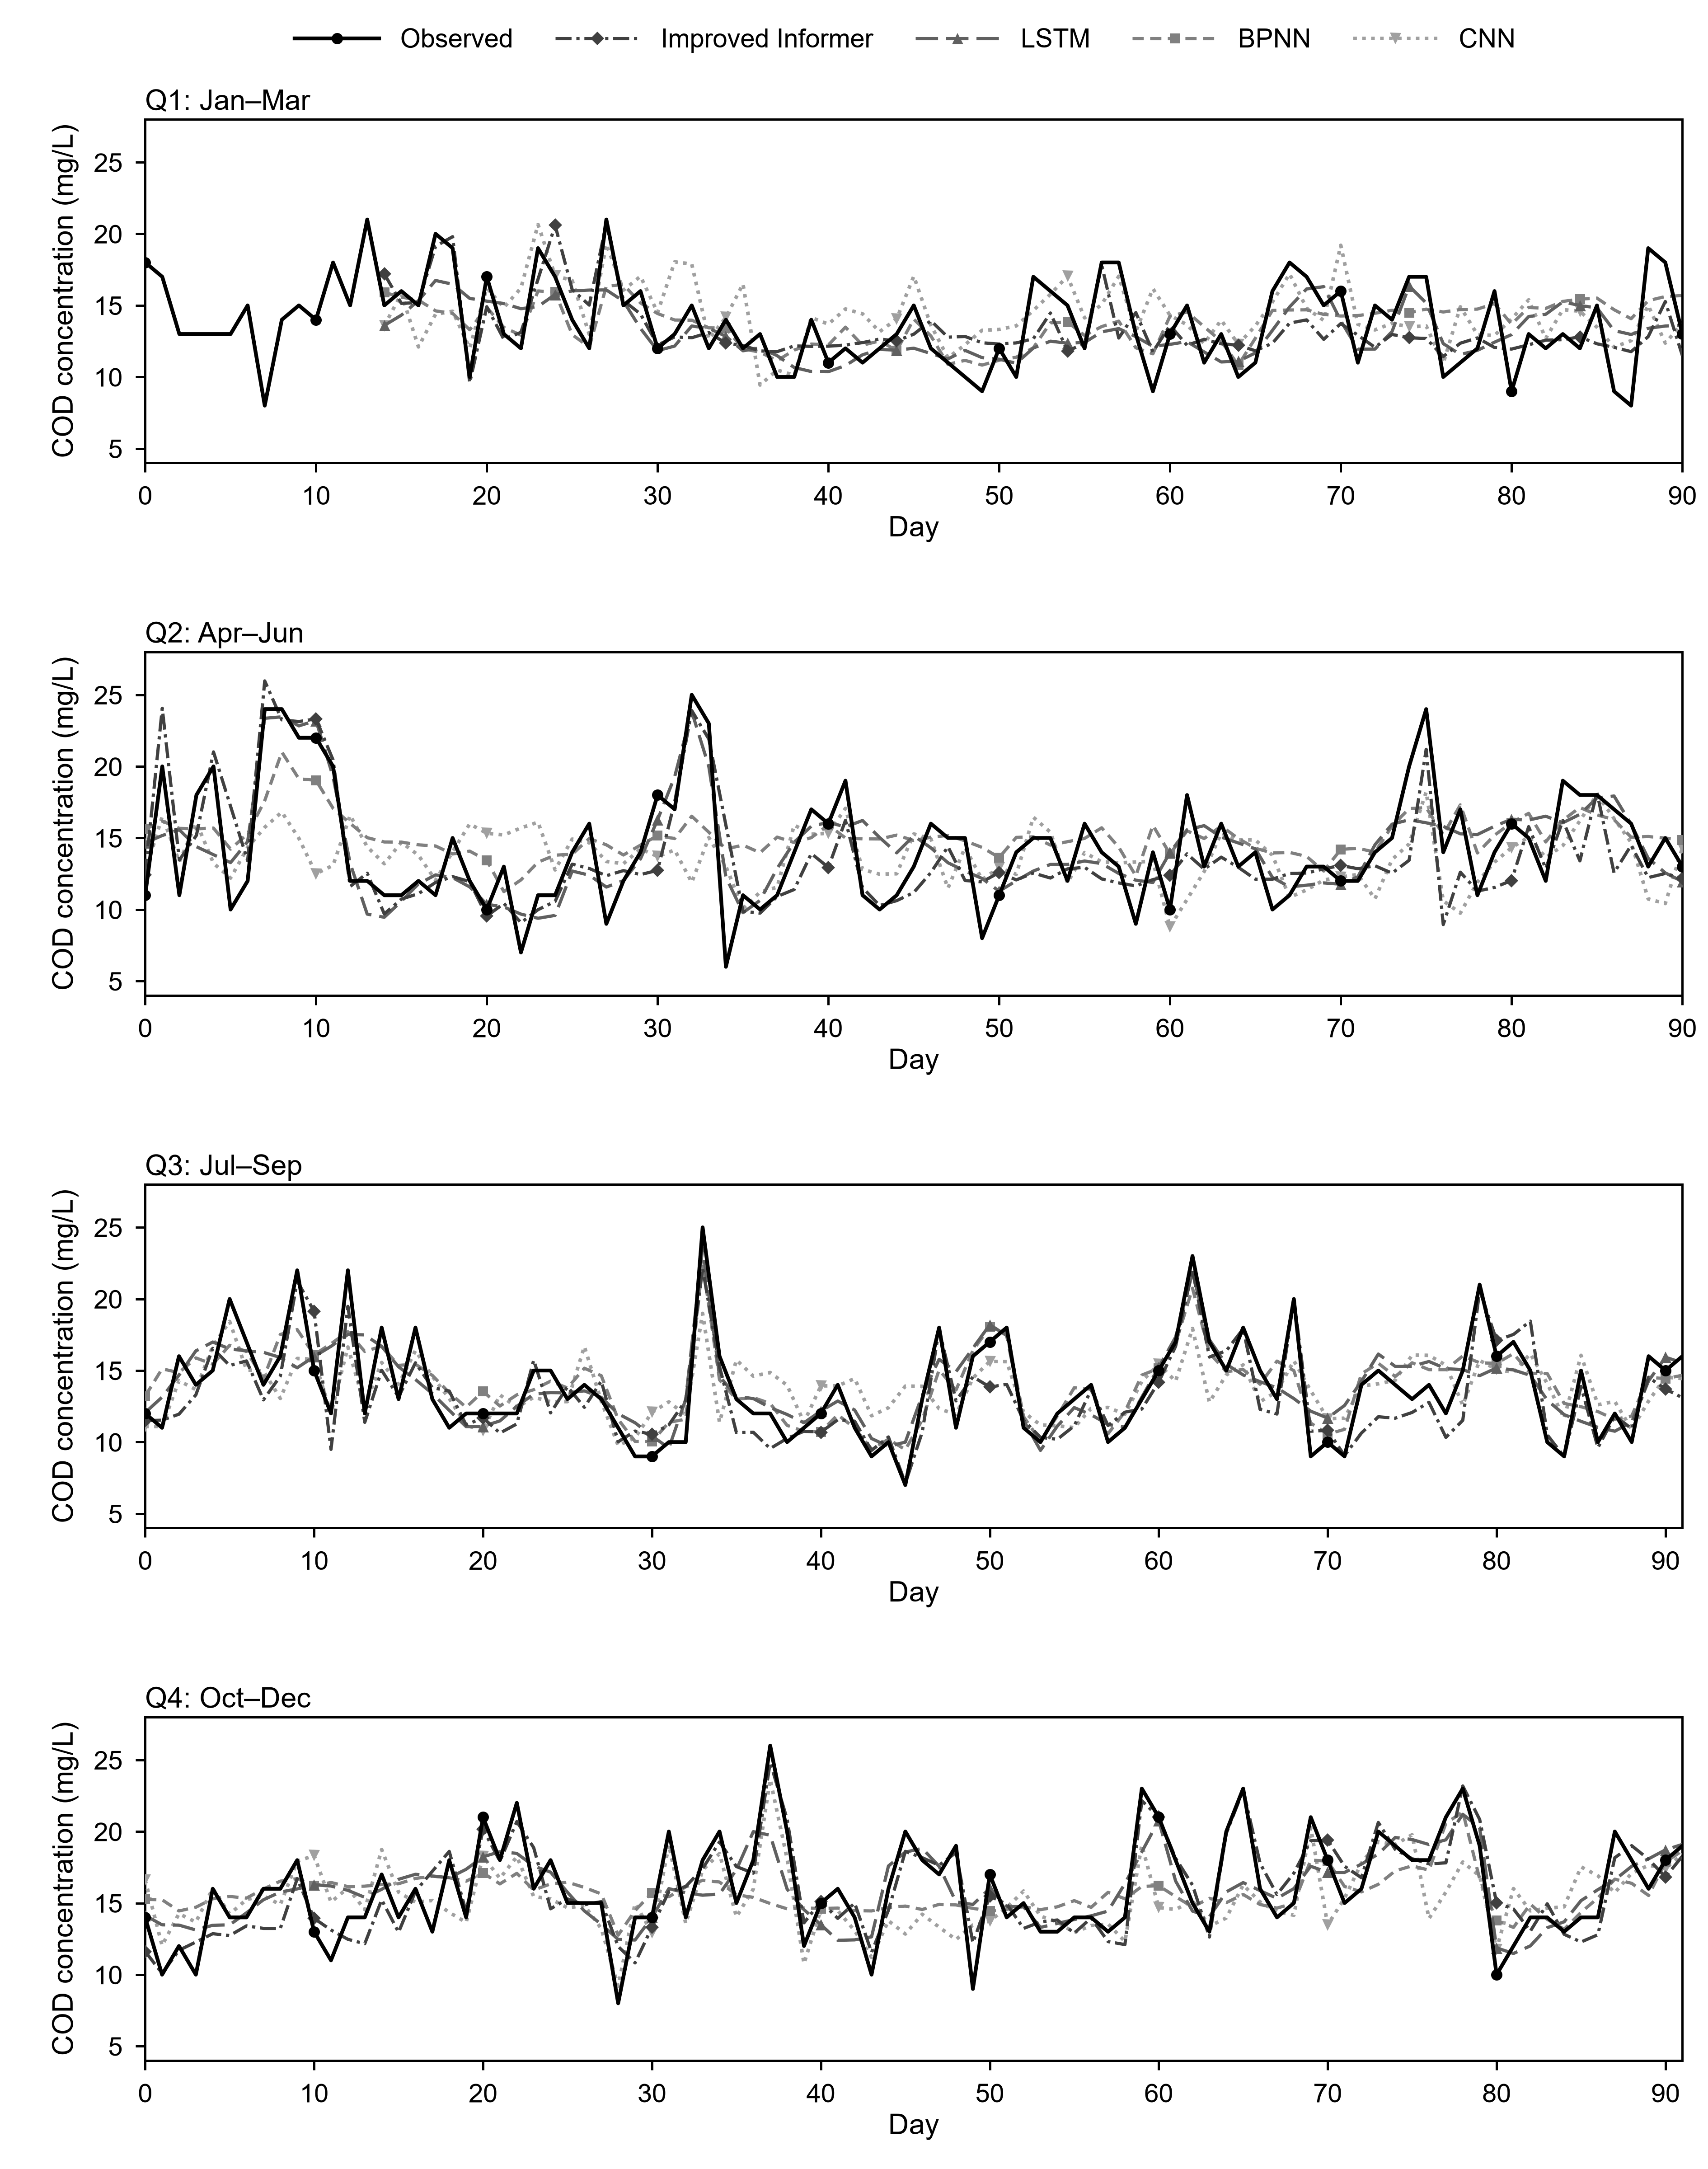 Observed Improved Informer LSTM BPNN CNN
Q1: Jan–Mar
COD concentration (mg/L)
25
20
15
10
5
0 10 20 30 40 50 60 70 80 90
Day
Q2: Apr–Jun
COD concentration (mg/L)
25
20
15
10
5
0 10 20 30 40 50 60 70 80 90
Day
Q3: Jul–Sep
COD concentration (mg/L)
25
20
15
10
5
0 10 20 30 40 50 60 70 80 90
Day
Q4: Oct–Dec
COD concentration (mg/L)
25
20
15
10
5
0 10 20 30 40 50 60 70 80 90
Day